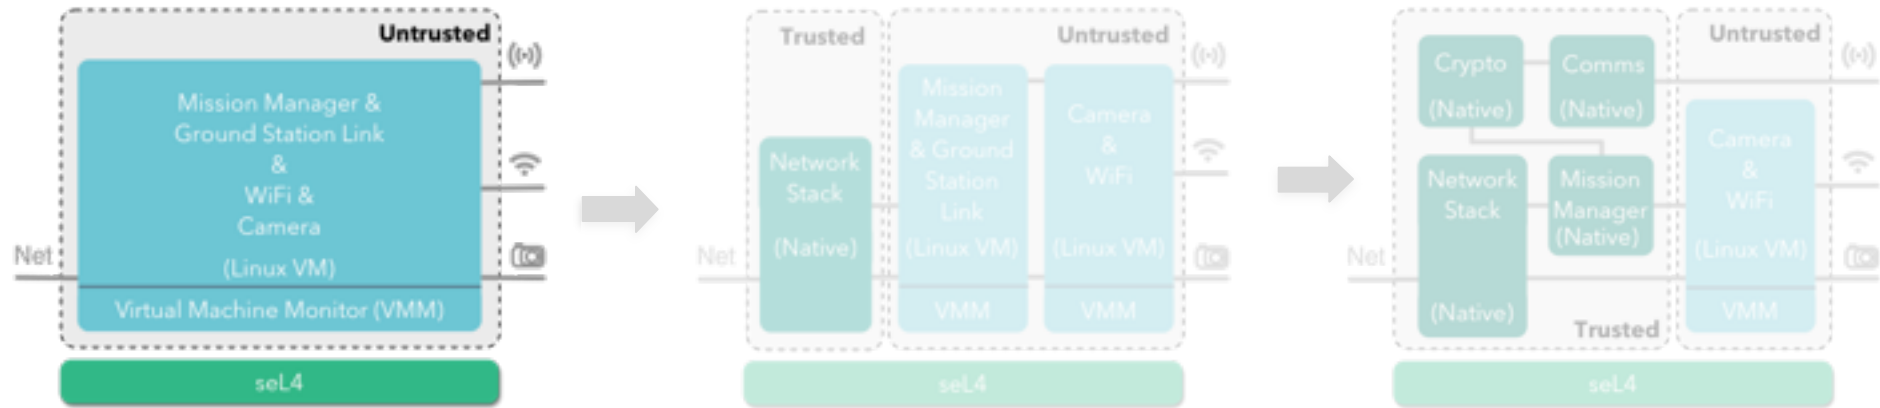 Untrusted
Mission Manager &
Ground Station Link
&
WiFi &
Camera
(Linux VM)
Virtual Machine Monitor (VMM)
Net
seL4
Trusted
Untrusted
Network
Stack
(Native)
Mission
Manager
& Ground
Station
Link
(Linux VM)
VMM
Camera
&
WiFi
(Linux VM)
VMM
Net
seL4
Untrusted
Crypto
(Native)
Comms
(Native)
Network
Stack
(Native)
Mission
Manager
(Native)
Trusted
Camera
&
WiFi
(Linux VM)
VMM
Net
seL4